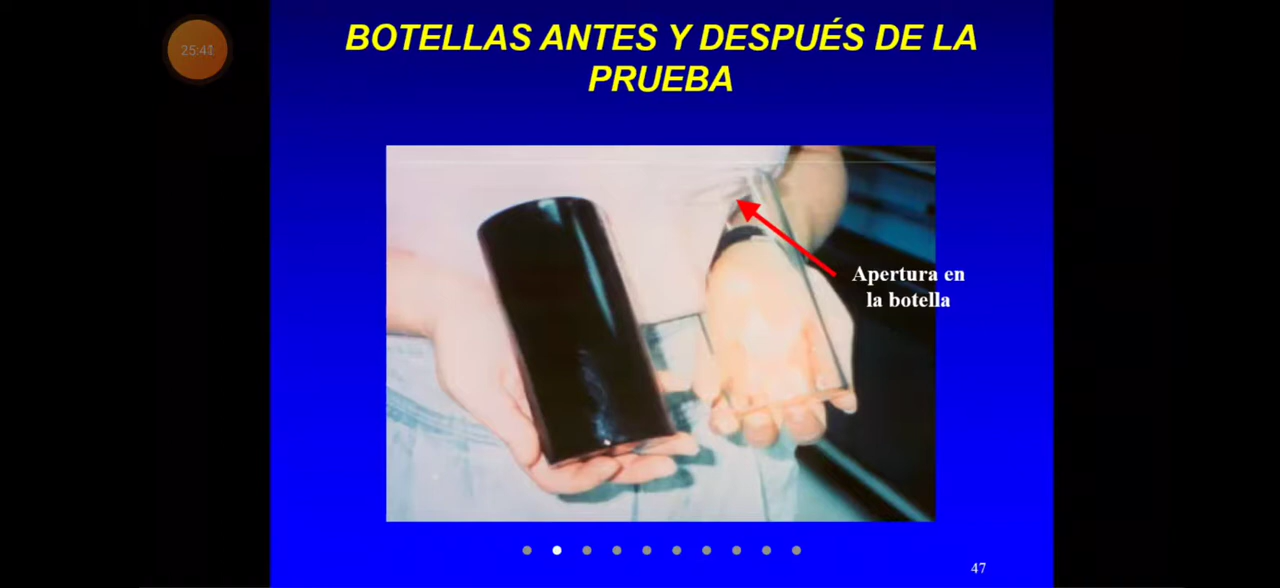 25:41
BOTELLAS ANTES Y DESPUÉS DE LA
PRUEBA
Apertura en
la botella
47